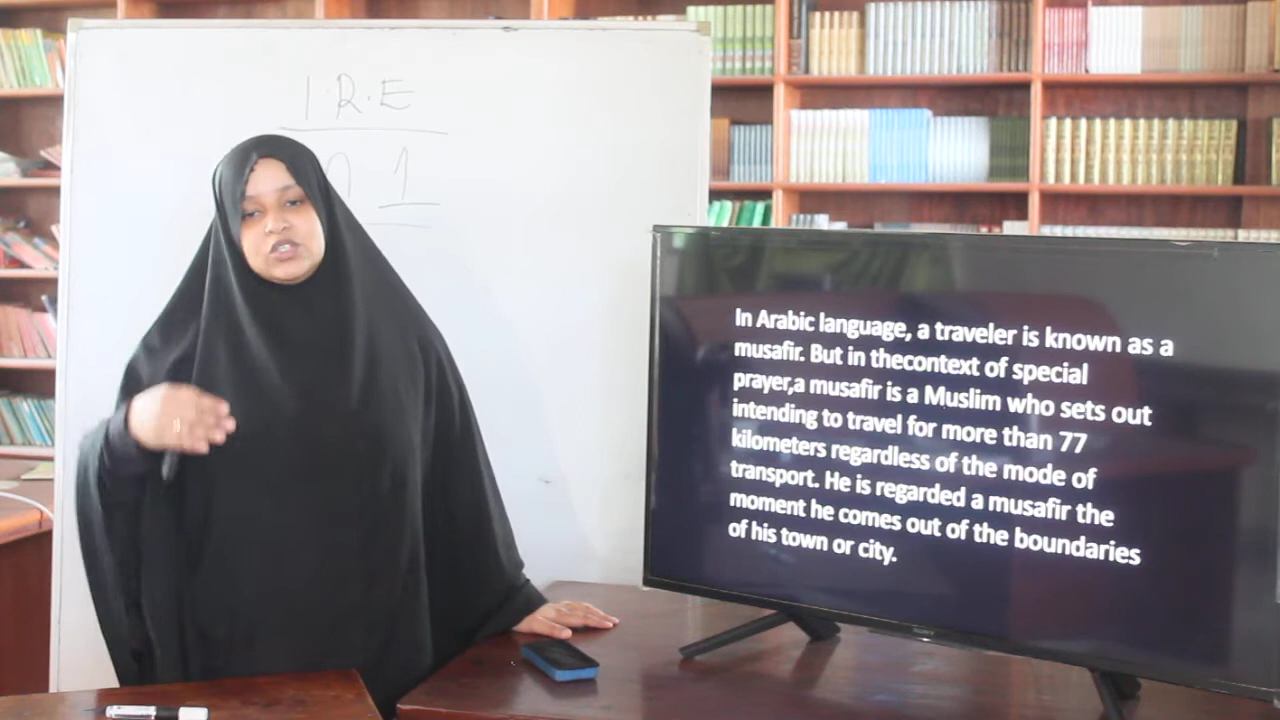 I.R.E
1
In Arabic language, a traveler is known as a
musafir. But in thecontext of special
prayer,a musafir is a Muslim who sets out
intending to travel for more than 77
kilometers regardless of the mode of
transport. He is regarded a musafir the
moment he comes out of the boundaries
of his town or city.